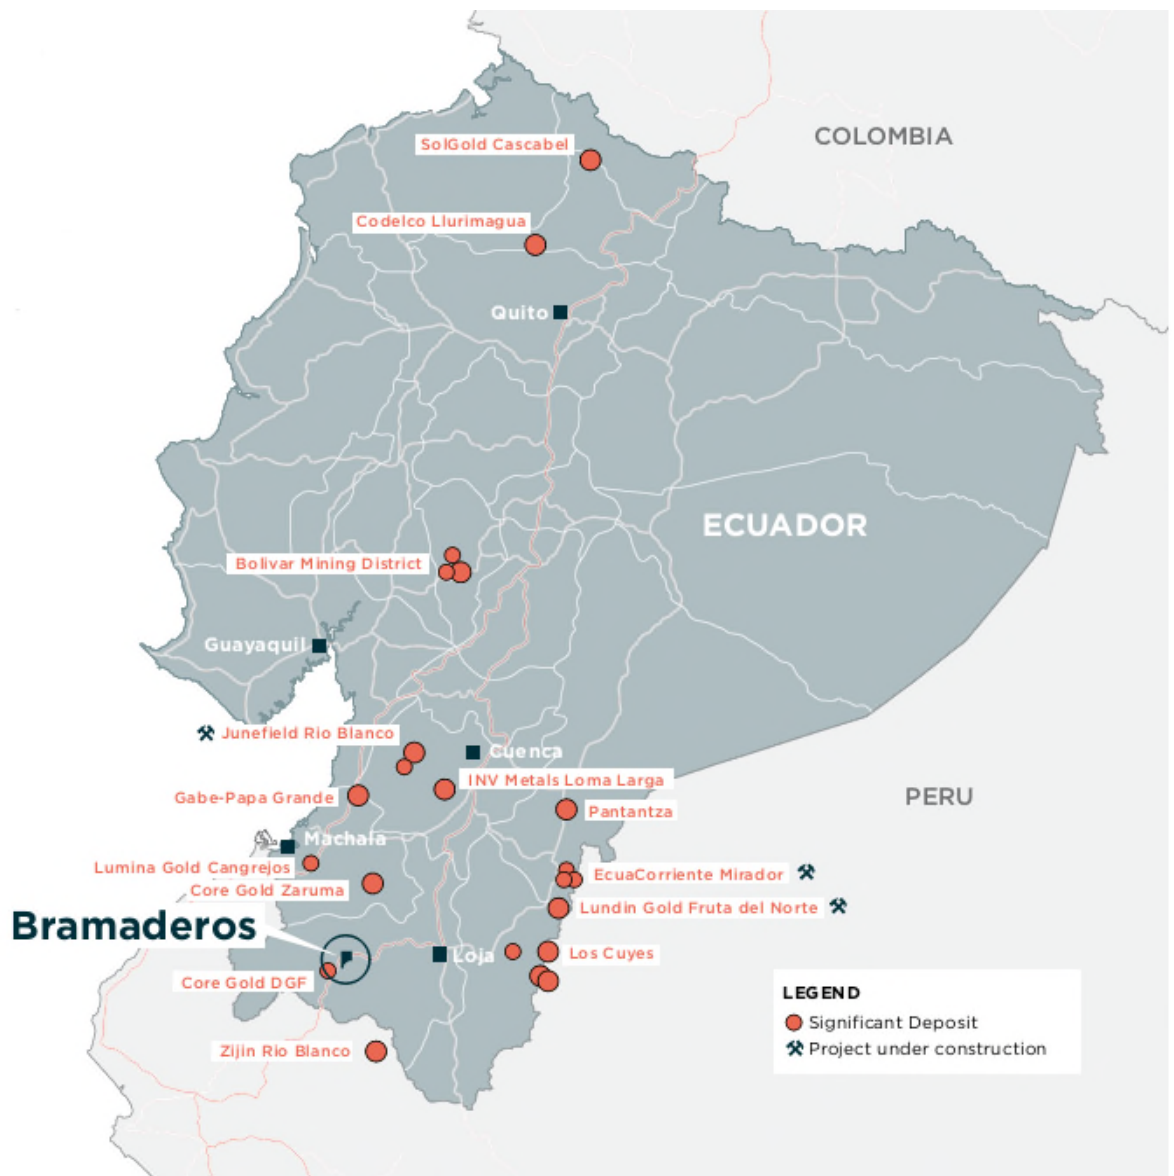 COLOMBIA
SolGold Cascabel
Codelco Llurimagua
Quito
ECUADOR
Bolivar Mining District
Guayaquil
Junefield Rio Blanco
Cuenca
INV Metals Loma Larga
Gabe-Papa Grande
PERU
Pantantza
Machala
Lumina Gold Cangrejos
EcuaCorriente Mirador
Core Gold Zaruma
Lundin Gold Fruta del Norte
Bramaderos
Loja
Los Cuyes
Core Gold DGF
LEGEND
Significant Deposit
Project under construction
Zijin Rio Blanco